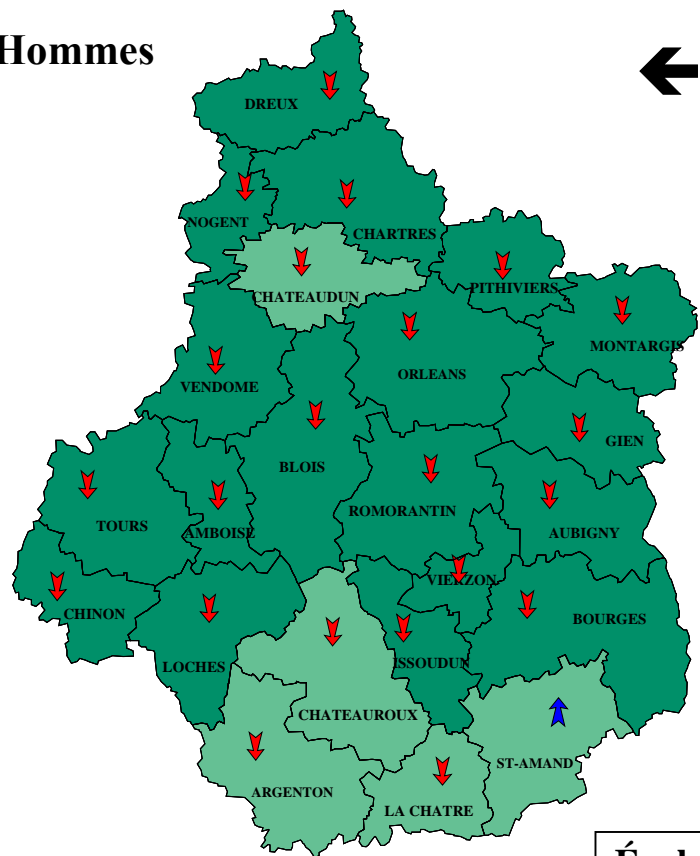 Hommes
DREUX
NOGENT
CHARTRES
CHATEAUDUN
PITHIVIERS
MONTARGIS
VENDOME
ORLEANS
GIEN
BLOIS
ROMORANTIN
TOURS
AMBOISE
AUBIGNY
VIERZON
CHINON
BOURGES
LOCHES
ISSOUDUN
CHATEAUROUX
ST-AMAND
ARGENTON
LA CHATRE